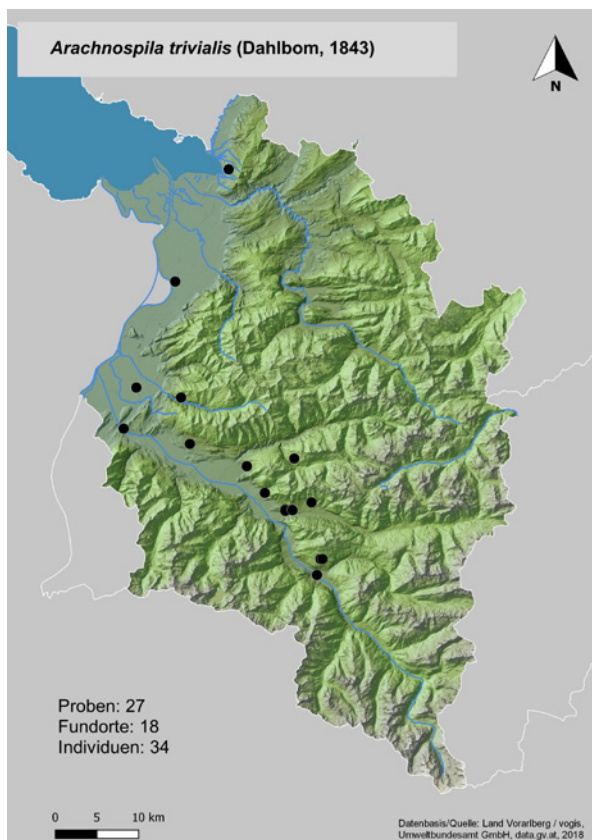 Arachnospila trivialis (Dahlbom, 1843)
N
Proben: 27
Fundorte: 18
Individuen: 34
0 5 10 km
Datenbasis/Quelle: Land Vorarlberg / vogis,
Umweltbundesamt GmbH, data.gv.at, 2018